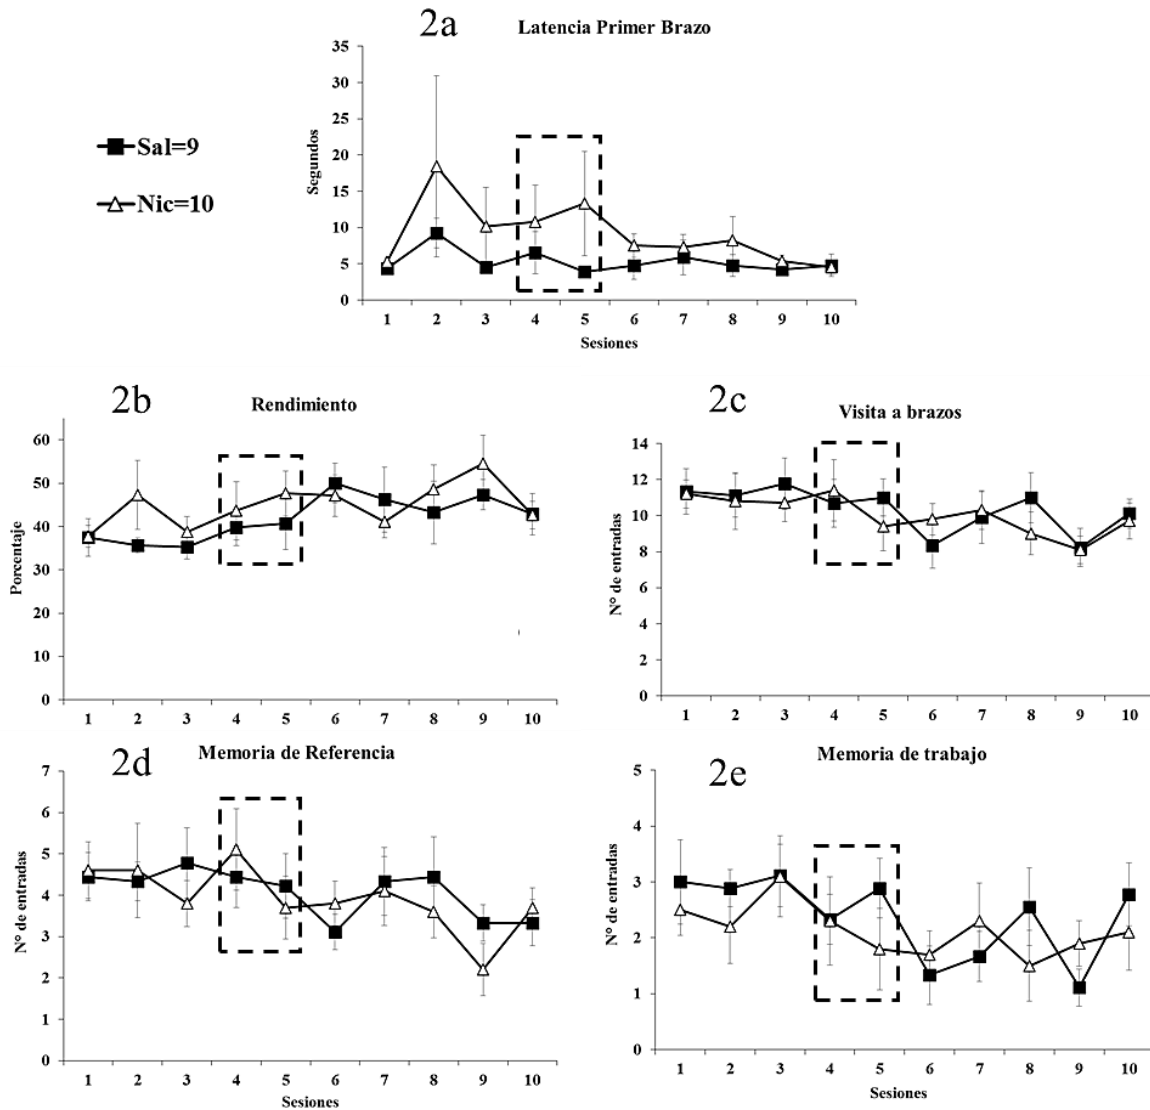 2a
Latencia Primer Brazo
Sal=9
Nic=10
Segundos
35
30
25
20
15
10
5
0
1 2 3 4 5 6 7 8 9 10
Sesiones
2b
Rendimiento
Porcentaje
60
50
40
30
20
10
0
1 2 3 4 5 6 7 8 9 10
2c
Visita a brazos
N° de entradas
14
12
10
8
6
4
2
0
1 2 3 4 5 6 7 8 9 10
2d
Memoria de Referencia
N° de entradas
7
6
5
4
3
2
1
0
1 2 3 4 5 6 7 8 9 10
Sesiones
2e
Memoria de trabajo
N° de entradas
5
4
3
2
1
0
1 2 3 4 5 6 7 8 9 10
Sesiones